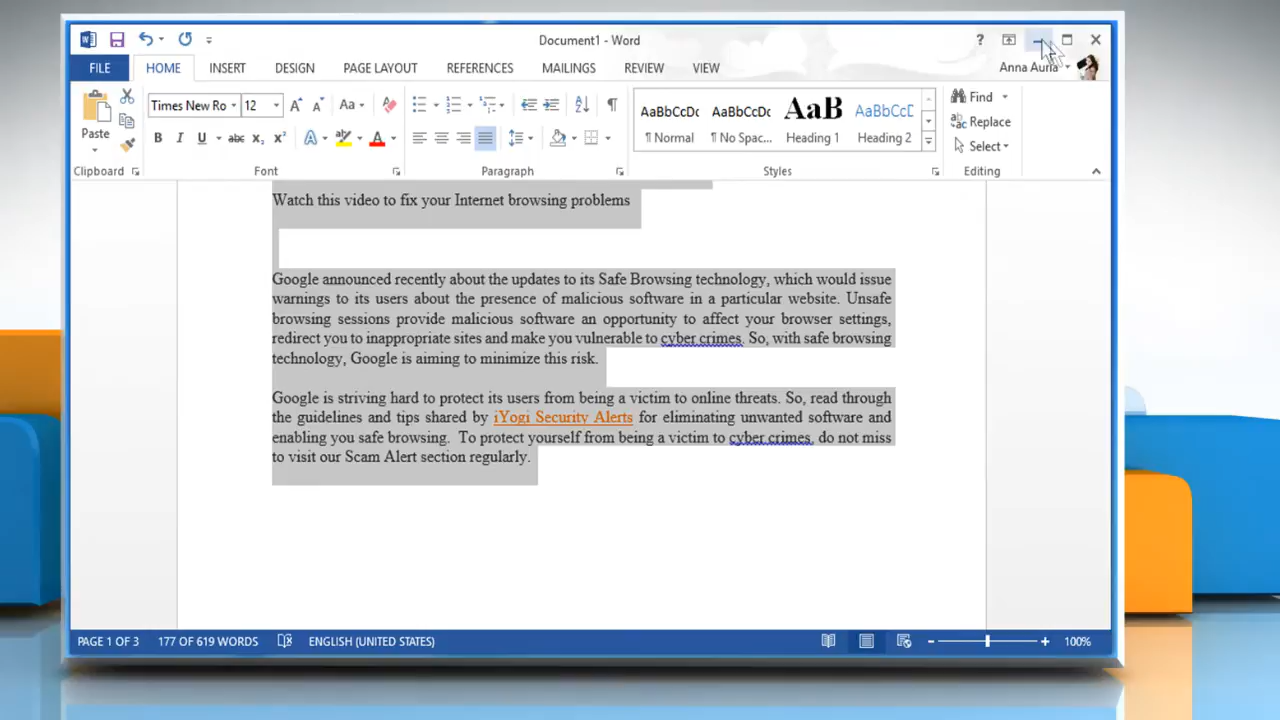 Document1 - Word
?
Anna Auria
FILE HOME INSERT DESIGN PAGE LAYOUT REFERENCES MAILINGS REVIEW VIEW
Paste
Times New Ro 12
B I U abc x₂ x²
AaBbCcDc AaBbCcDc AaB AaBbCcD
¶ Normal ¶ No Spac... Heading 1 Heading 2
Find
Replace
Select
Clipboard Font Paragraph Styles Editing
Watch this video to fix your Internet browsing problems
Google announced recently about the updates to its Safe Browsing technology, which would issue
warnings to its users about the presence of malicious software in a particular website. Unsafe
browsing sessions provide malicious software an opportunity to affect your browser settings,
redirect you to inappropriate sites and make you vulnerable to cyber crimes. So, with safe browsing
technology, Google is aiming to minimize this risk.
Google is striving hard to protect its users from being a victim to online threats. So, read through
the guidelines and tips shared by iYogi Security Alerts for eliminating unwanted software and
enabling you safe browsing. To protect yourself from being a victim to cyber crimes, do not miss
to visit our Scam Alert section regularly.
PAGE 1 OF 3 177 OF 619 WORDS ENGLISH (UNITED STATES) 100%